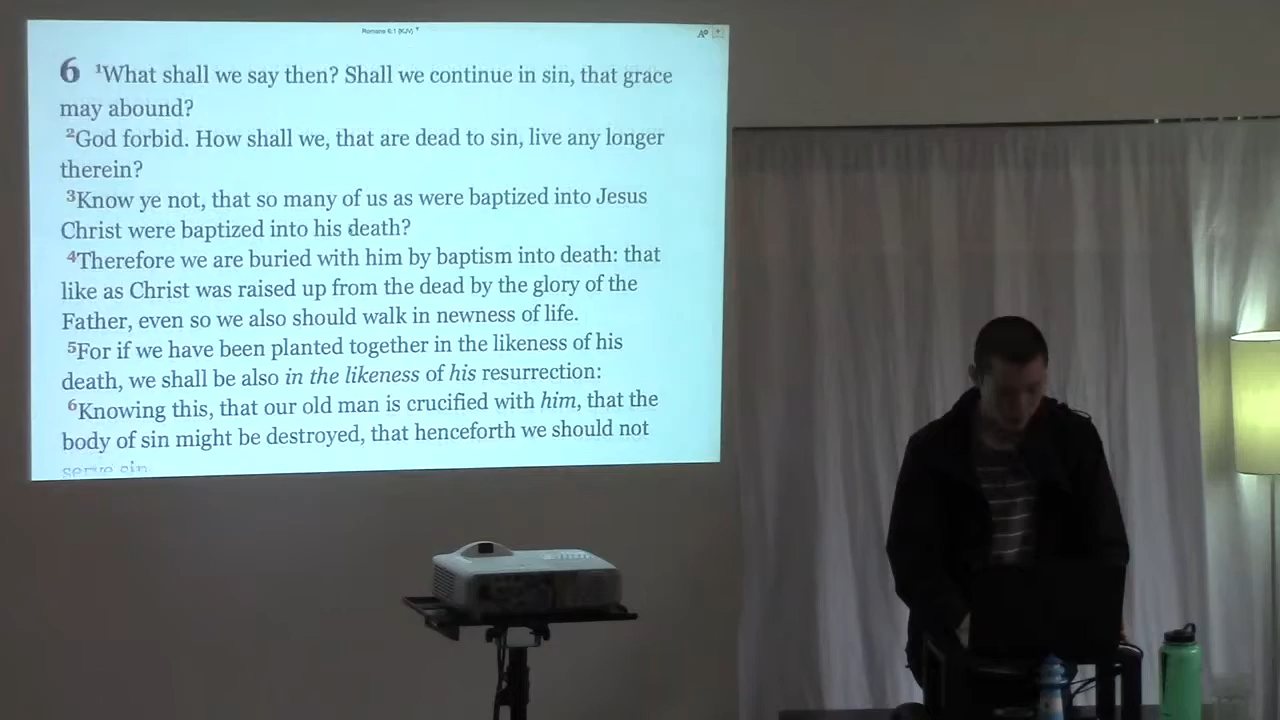 Romans 6:1 (KJV)
6 1What shall we say then? Shall we continue in sin, that grace
may abound?
2God forbid. How shall we, that are dead to sin, live any longer
therein?
3Know ye not, that so many of us as were baptized into Jesus
Christ were baptized into his death?
4Therefore we are buried with him by baptism into death: that
like as Christ was raised up from the dead by the glory of the
Father, even so we also should walk in newness of life.
5For if we have been planted together in the likeness of his
death, we shall be also in the likeness of his resurrection:
6Knowing this, that our old man is crucified with him, that the
body of sin might be destroyed, that henceforth we should not
serve sin.